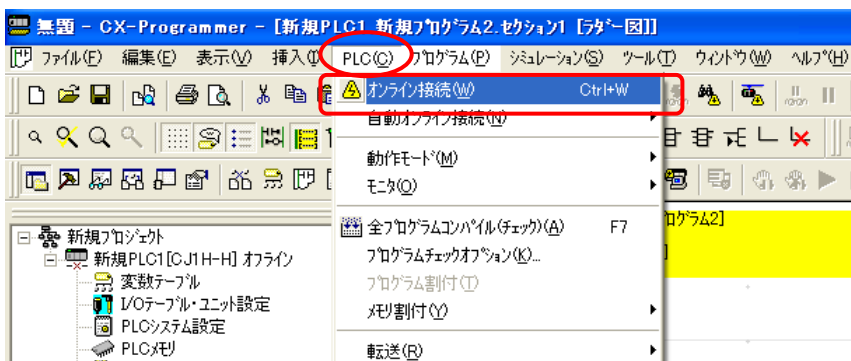 無題 - CX-Programmer - [新規PLC1.新規ﾌﾟﾛｸﾞﾗﾑ2.ｾｸｼｮﾝ1 [ﾗﾀﾞｰ図]]
ﾌｧｲﾙ(F) 編集(E) 表示(V) 挿入(I) PLC(C) ﾌﾟﾛｸﾞﾗﾑ(P) ｼﾐｭﾚｰｼｮﾝ(S) ﾂｰﾙ(T) ｳｨﾝﾄﾞｳ(W) ﾍﾙﾌﾟ(H)
ｵﾝﾗｲﾝ接続(W) Ctrl+W
自動ｵﾝﾗｲﾝ接続(N)
動作ﾓｰﾄﾞ(M)
ﾓﾆﾀ(O)
全ﾌﾟﾛｸﾞﾗﾑｺﾝﾊﾟｲﾙ(ﾁｪｯｸ)(A) F7
ﾌﾟﾛｸﾞﾗﾑﾁｪｯｸｵﾌﾟｼｮﾝ(K)...
ﾌﾟﾛｸﾞﾗﾑ割付(T)
ﾒﾓﾘ割付(Y)
転送(R)
新規ﾌﾟﾛｼﾞｪｸﾄ
新規PLC1[CJ1H-H] ｵﾌﾗｲﾝ
変数ﾃｰﾌﾞﾙ
I/Oﾃｰﾌﾞﾙ･ﾕﾆｯﾄ設定
PLCｼｽﾃﾑ設定
PLCﾒﾓﾘ
ﾛｸﾞﾗﾑ2]
]